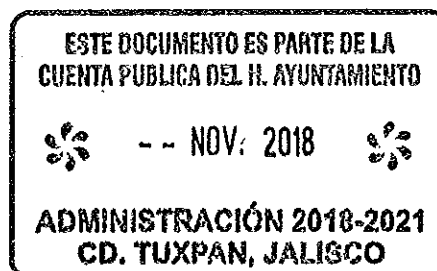 ESTE DOCUMENTO ES PARTE DE LA
CUENTA PUBLICA DEL H. AYUNTAMIENTO
-- NOV. 2018
ADMINISTRACIÓN 2018-2021
CD. TUXPAN, JALISCO